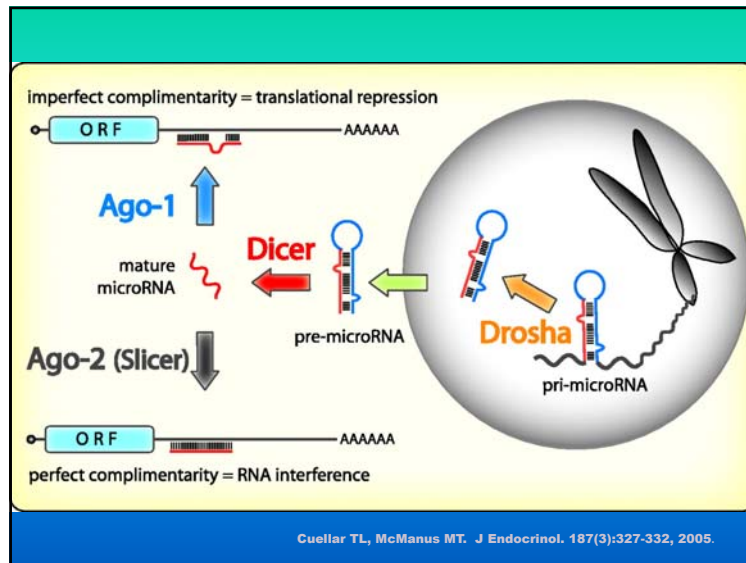 imperfect complimentarity = translational repression
ORF
AAAAAA
Ago-1
mature
microRNA
Dicer
pre-microRNA
Drosha
pri-microRNA
Ago-2 (Slicer)
ORF
AAAAAA
perfect complimentarity = RNA interference
Cuellar TL, McManus MT. J Endocrinol. 187(3):327-332, 2005.